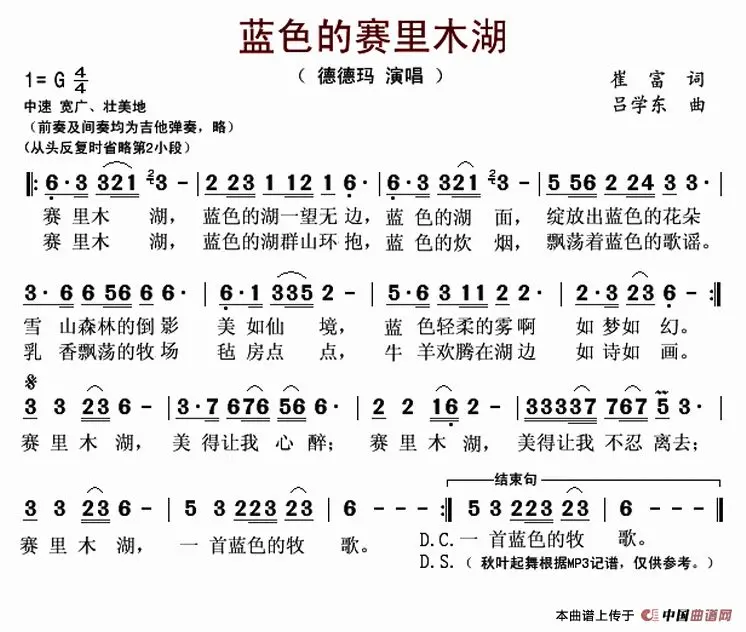 蓝色的赛里木湖
（ 德德玛 演唱 ）
1= G 4/4
崔 富 词
中速 宽广、壮美地
吕学东 曲
（前奏及间奏均为吉他弹奏，略）
（从头反复时省略第2小段）
‖: 6·3 321 2 3 - | 2 23 1 12 1 6· | 6·3 321 2 3 - | 5 56 2 24 3 3· |
赛 里木 湖， 蓝色的湖一望无边，蓝 色的湖 面， 绽放出蓝色的花朵
赛 里木 湖， 蓝色的湖群山环抱，蓝 色的炊 烟， 飘荡着蓝色的歌谣。
3· 6 6 56 6 6· | 6·1 335 2 - | 5·6 3 11 2 2· | 2·3 23 6 - :‖
雪 山森林的倒影 美 如仙 境， 蓝 色轻柔的雾啊 如 梦如 幻。
乳 香飘荡的牧场 毡 房点 点， 牛 羊欢腾在湖边 如 诗如 画。
3 3 23 6 - | 3·7 676 56 6· | 2 2 16 2 - | 33337 767 5 3· |
赛 里 木 湖， 美 得让我 心 醉； 赛 里 木 湖， 美得让我 不忍 离去；
结束句
3 3 23 6 - | 5 3 223 23 | 6 - - - :‖ 5 3 223 23 | 6 - - - ‖
赛 里 木 湖， 一 首蓝色的牧 歌。 D.C. 一 首蓝色的牧 歌。
D.S.（ 秋叶起舞根据MP3记谱，仅供参考。）
本曲谱上传于 中国曲谱网